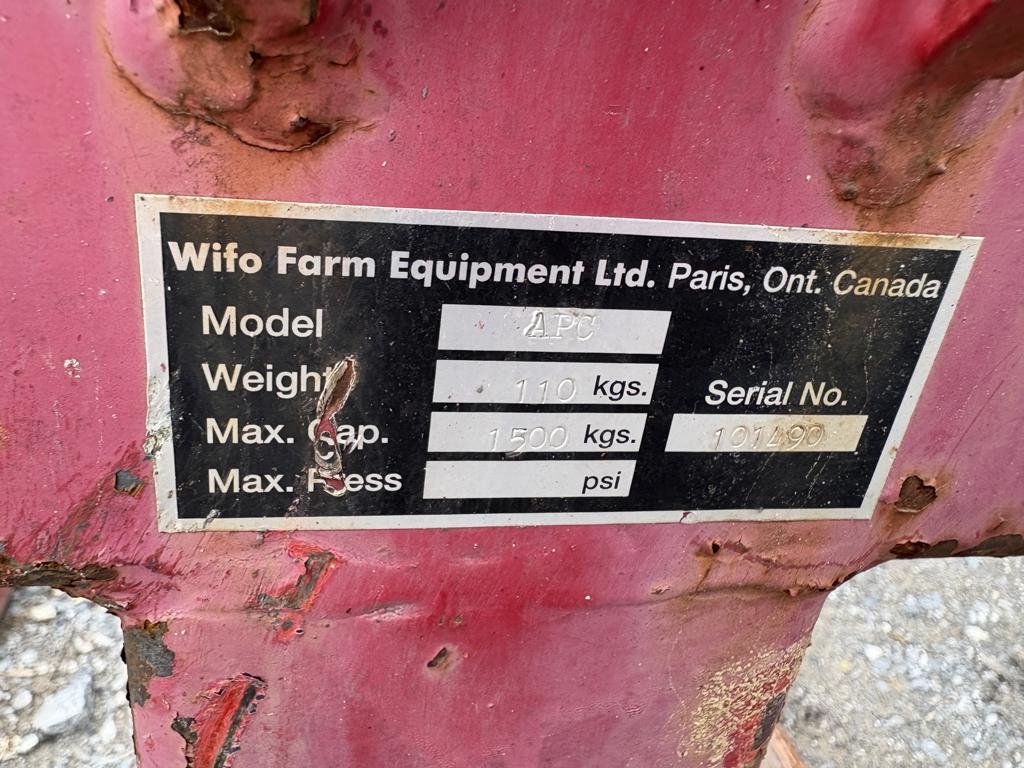 Wifo Farm Equipment Ltd. Paris, Ont. Canada
Model APC
Weight 110 kgs.
Max. Cap. 1500 kgs.
Serial No.
101490
Max. Press psi